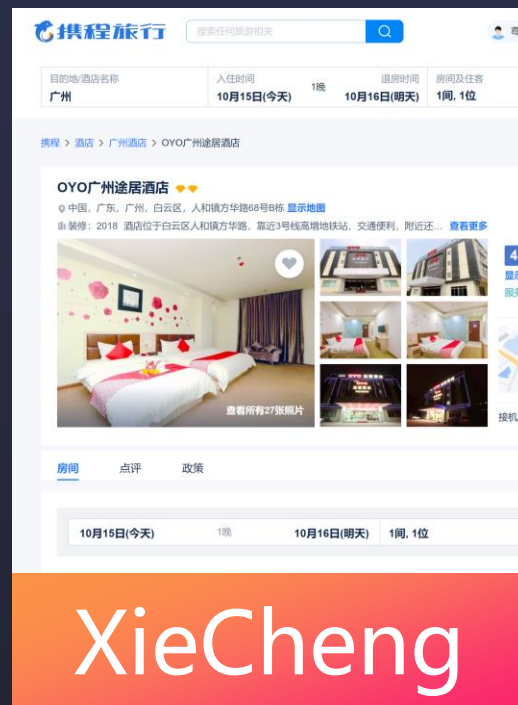 携程旅行
搜索任何旅游相关
目的地/酒店名称
广州
入住时间
10月15日(今天)
1晚
退房时间
10月16日(明天)
房间及住客
1间, 1位
携程 > 酒店 > 广州酒店 > OYO广州途居酒店
OYO广州途居酒店
中国, 广东, 广州, 白云区, 人和镇方华路68号B栋 显示地图
装修: 2018 酒店位于白云区人和镇方华路, 靠近3号线高增地铁站, 交通便利, 附近还... 查看更多
4
服务
查看所有27张照片
接机
房间
点评
政策
10月15日(今天)
1晚
10月16日(明天)
1间, 1位
XieCheng